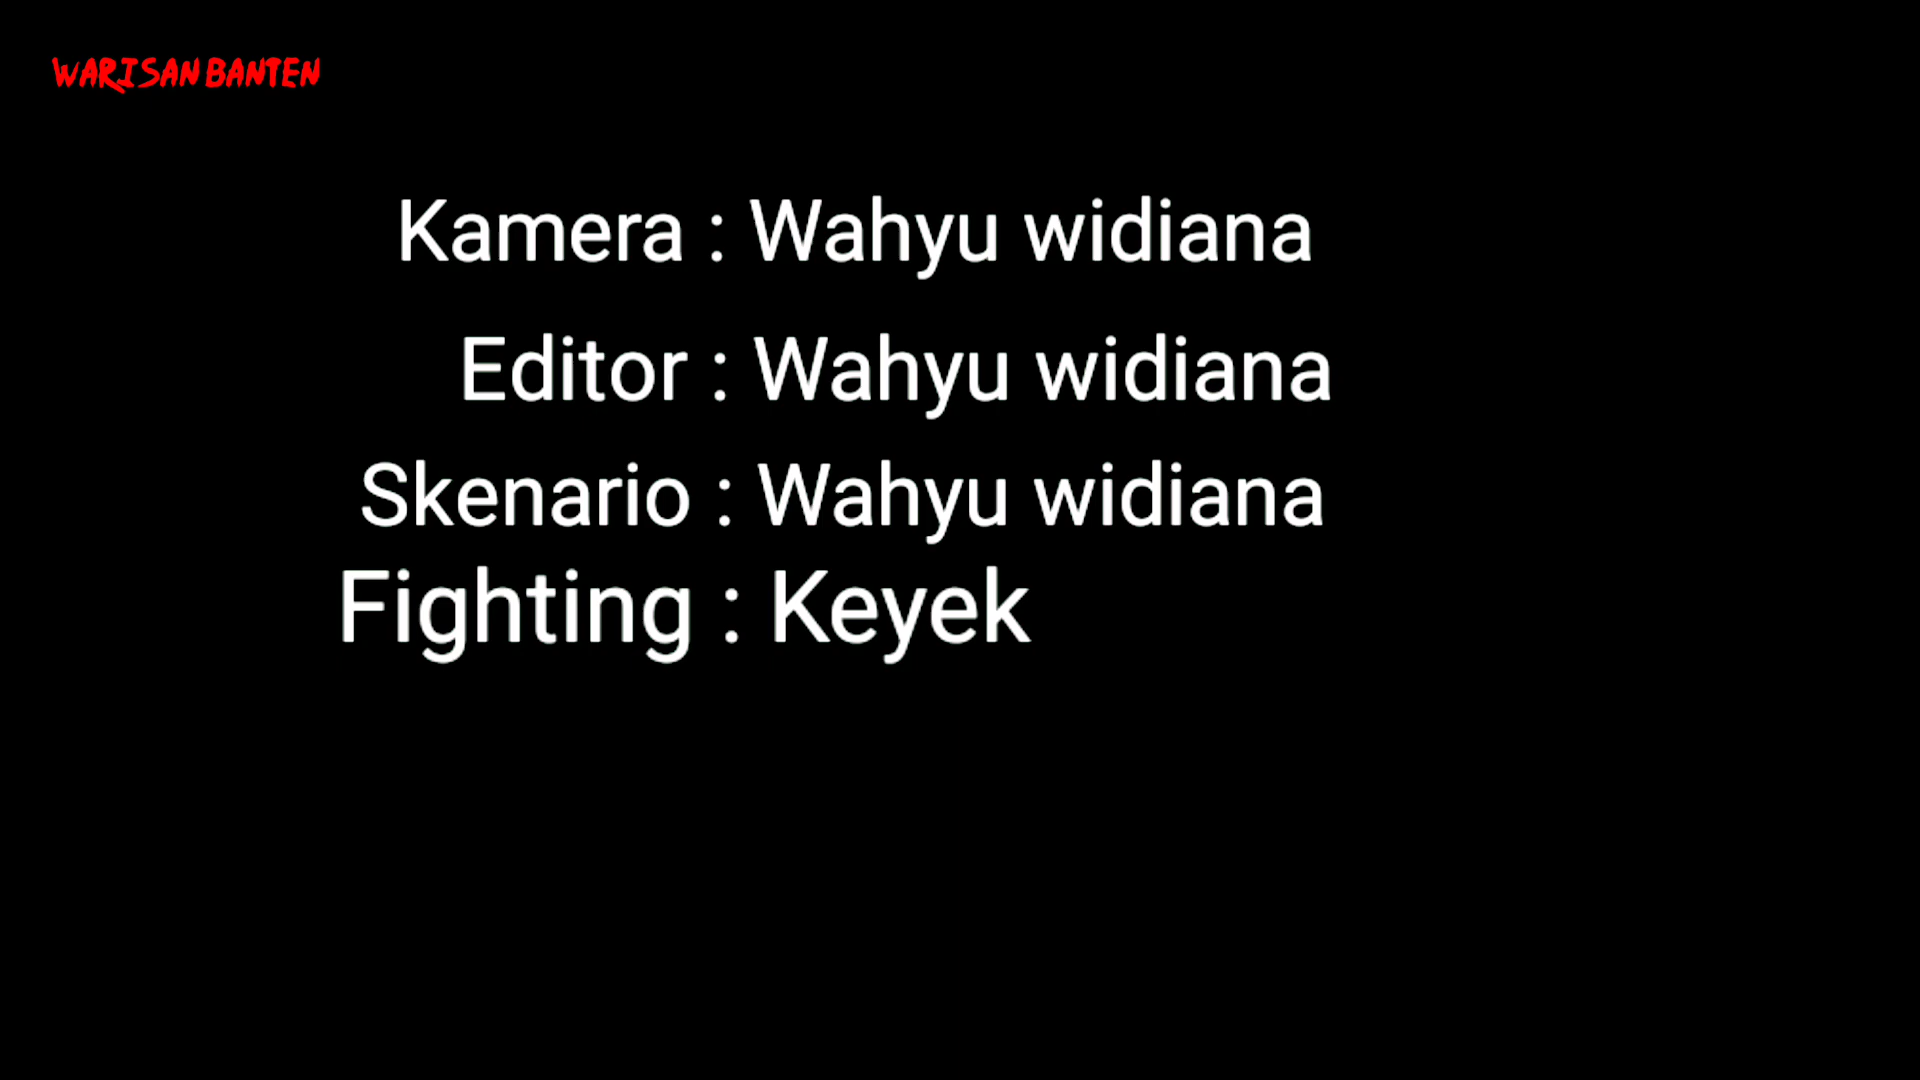 WARISAN BANTEN
Kamera : Wahyu widiana
Editor : Wahyu widiana
Skenario : Wahyu widiana
Fighting : Keyek